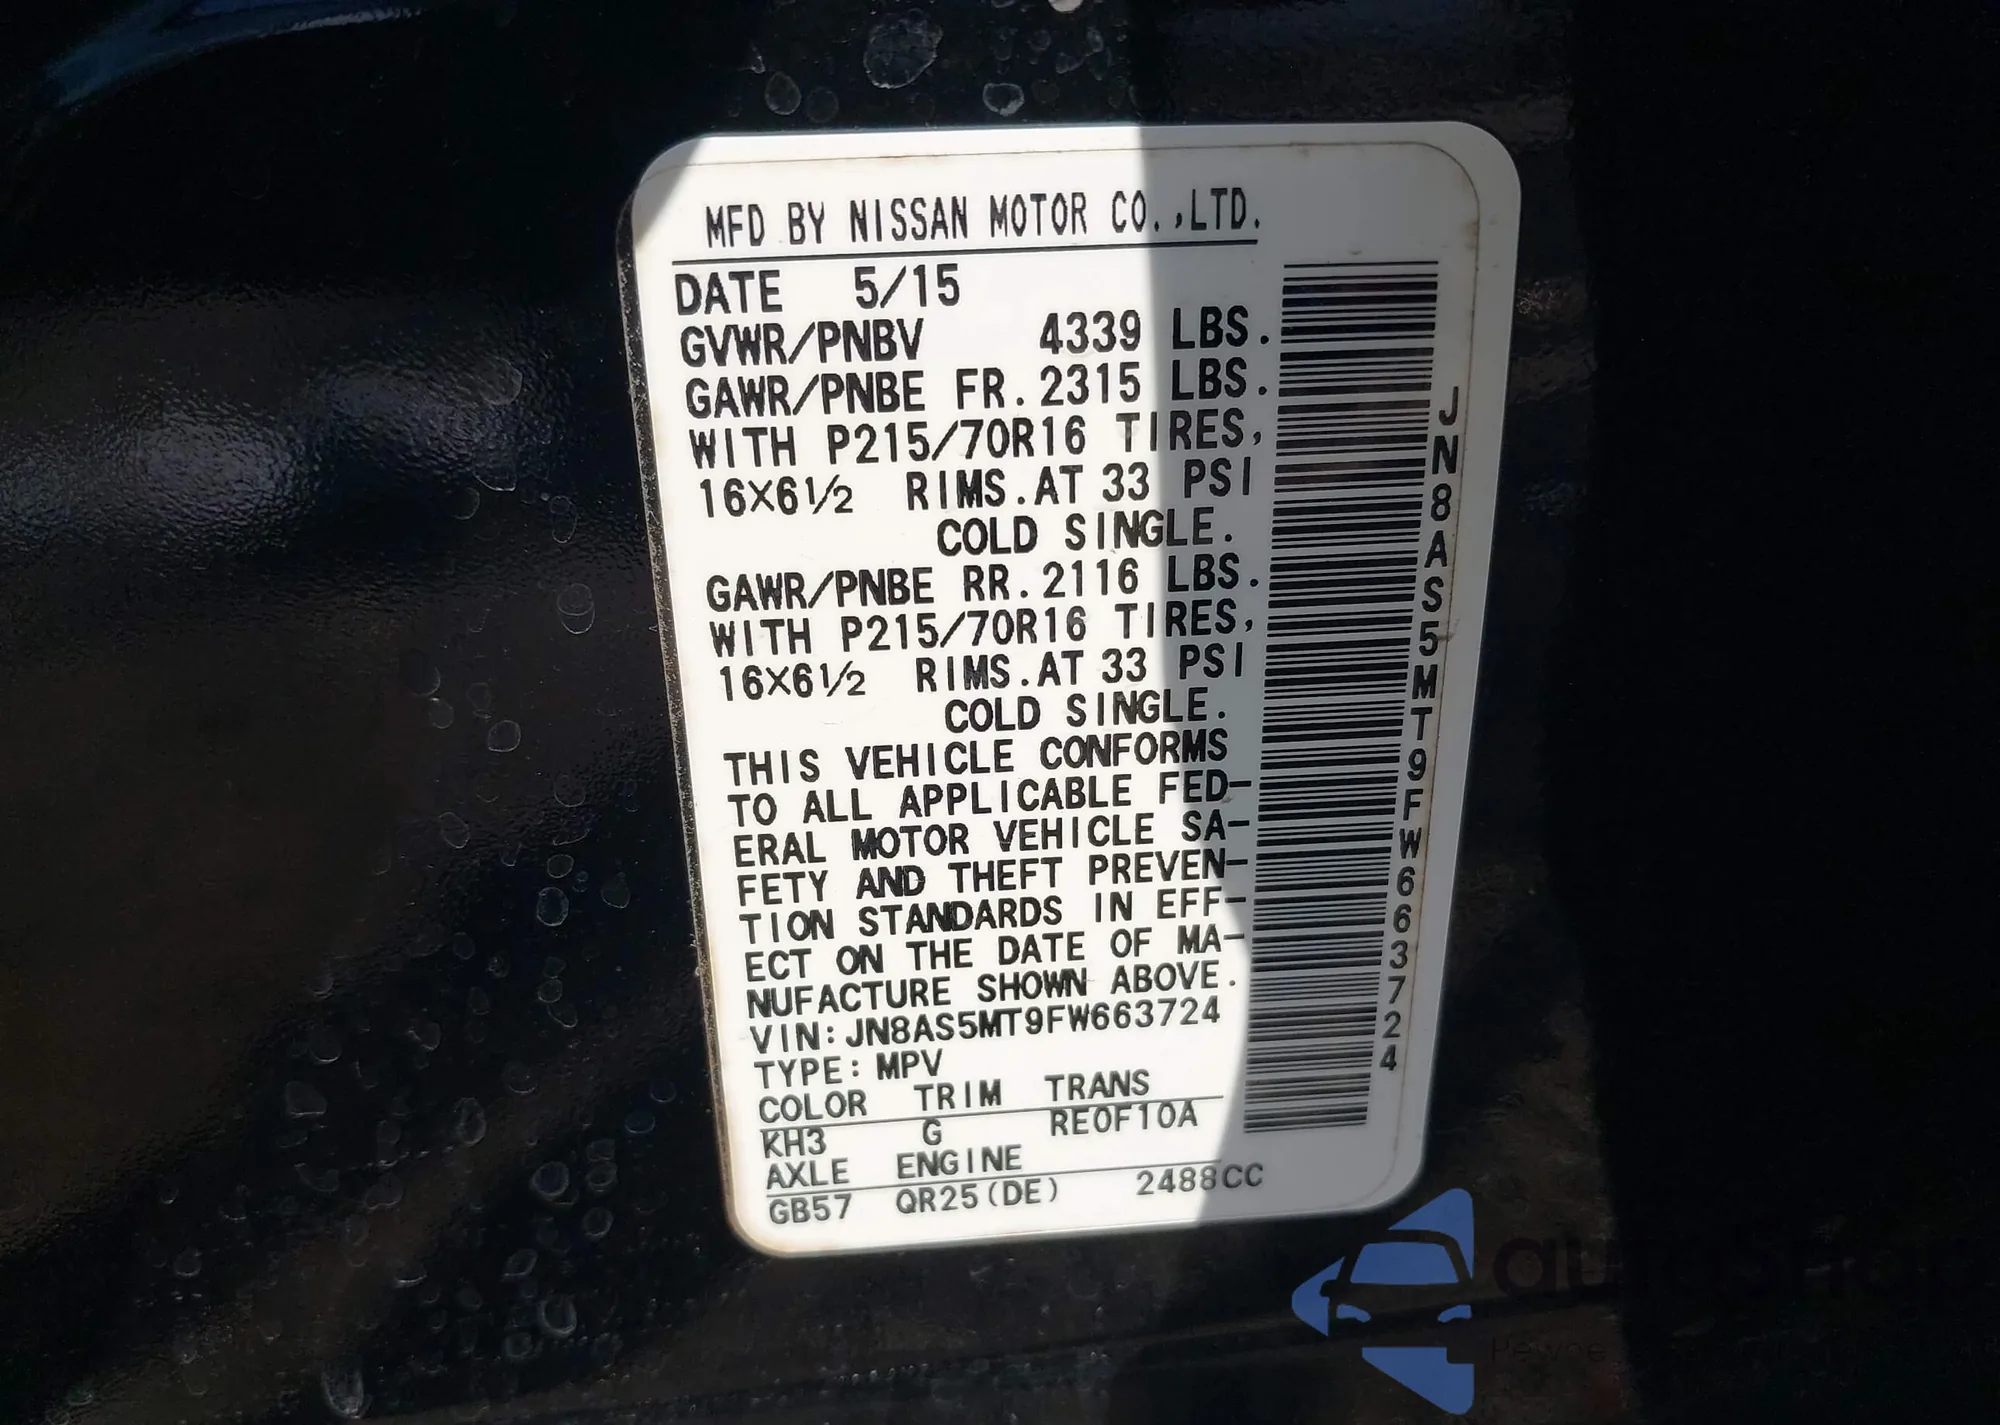 MFD BY NISSAN MOTOR CO.,LTD.
DATE 5/15
GVWR/PNBV 4339 LBS.
GAWR/PNBE FR.2315 LBS.
WITH P215/70R16 TIRES,
16X6½ RIMS.AT 33 PSI
COLD SINGLE.
GAWR/PNBE RR.2116 LBS.
WITH P215/70R16 TIRES,
16X6½ RIMS.AT 33 PSI
COLD SINGLE.
THIS VEHICLE CONFORMS
TO ALL APPLICABLE FED-
ERAL MOTOR VEHICLE SA-
FETY AND THEFT PREVEN-
TION STANDARDS IN EFF-
ECT ON THE DATE OF MA-
NUFACTURE SHOWN ABOVE.
VIN:JN8AS5MT9FW663724
TYPE:MPV
COLOR TRIM TRANS
KH3 G RE0F10A
AXLE ENGINE
GB57 QR25(DE) 2488CC
JN8AS5MT9FW663724